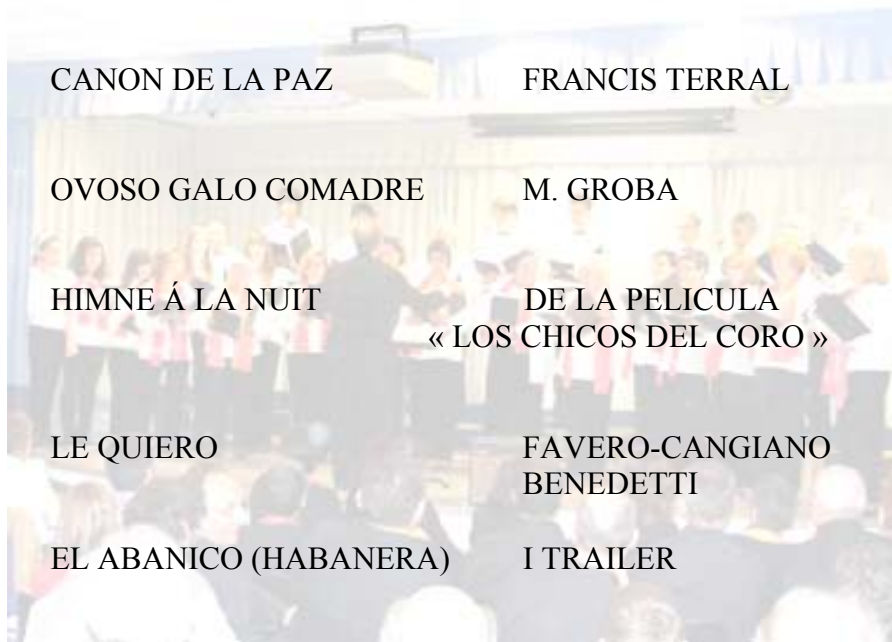 CANON DE LA PAZ FRANCIS TERRAL
OVOSO GALO COMADRE M. GROBA
HIMNE Á LA NUIT DE LA PELICULA
« LOS CHICOS DEL CORO »
LE QUIERO FAVERO-CANGIANO
BENEDETTI
EL ABANICO (HABANERA) I TRAILER